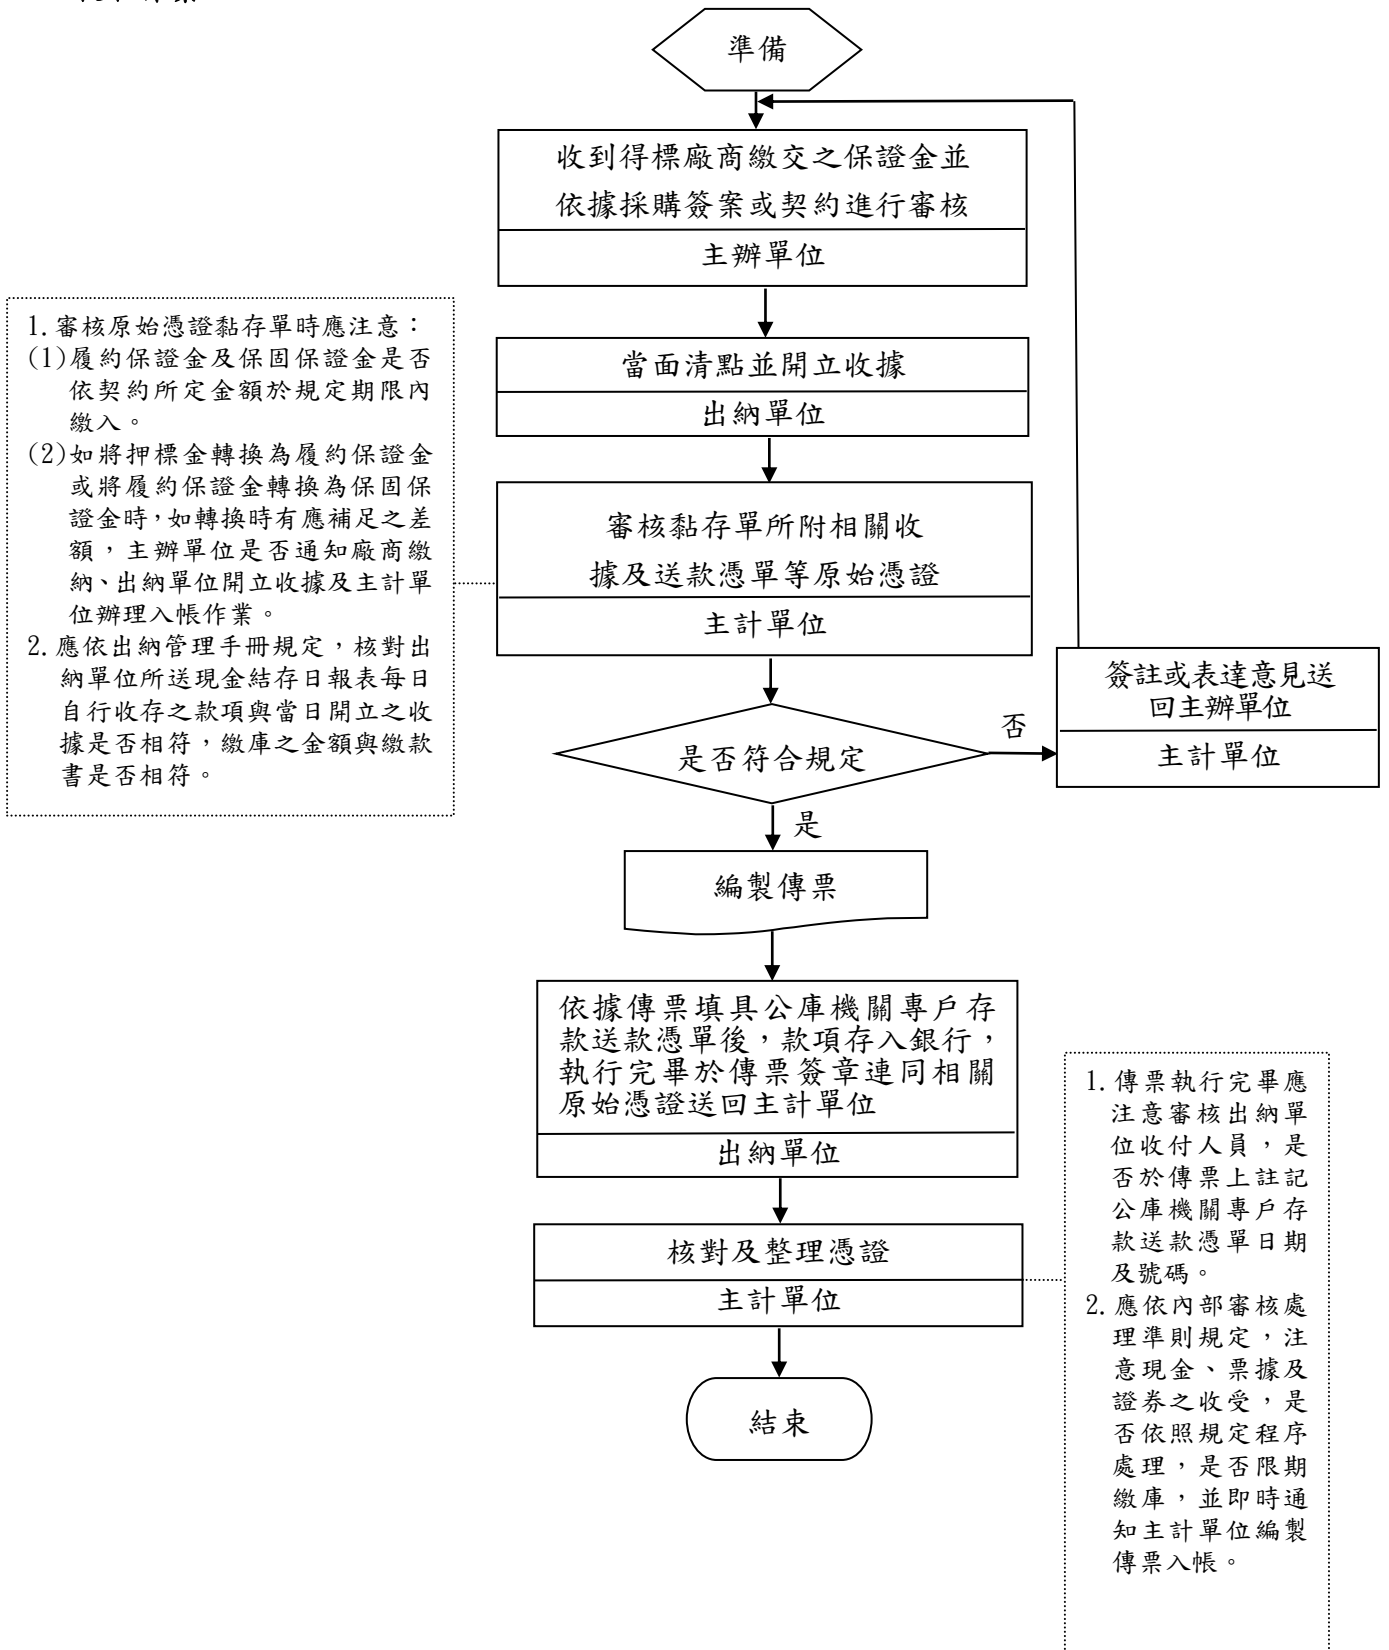 準備
收到得標廠商繳交之保證金並
依據採購簽案或契約進行審核
主辦單位
當面清點並開立收據
出納單位
1.審核原始憑證黏存單時應注意：
(1)履約保證金及保固保證金是否
依契約所定金額於規定期限內
繳入。
(2)如將押標金轉換為履約保證金
或將履約保證金轉換為保固保
證金時，如轉換時有應補足之差
額，主辦單位是否通知廠商繳
納、出納單位開立收據及主計單
位辦理入帳作業。
2.應依出納管理手冊規定，核對出
納單位所送現金結存日報表每日
自行收存之款項與當日開立之收
據是否相符，繳庫之金額與繳款
書是否相符。
審核黏存單所附相關收
據及送款憑單等原始憑證
主計單位
是否符合規定
否
簽註或表達意見送
回主辦單位
主計單位
是
編製傳票
依據傳票填具公庫機關專戶存
款送款憑單後，款項存入銀行，
執行完畢於傳票簽章連同相關
原始憑證送回主計單位
出納單位
核對及整理憑證
主計單位
1.傳票執行完畢應
注意審核出納單
位收付人員，是
否於傳票上註記
公庫機關專戶存
款送款憑單日期
及號碼。
2.應依內部審核處
理準則規定，注
意現金、票據及
證券之收受，是
否依照規定程序
處理，是否限期
繳庫，並即時通
知主計單位編製
傳票入帳。
結束